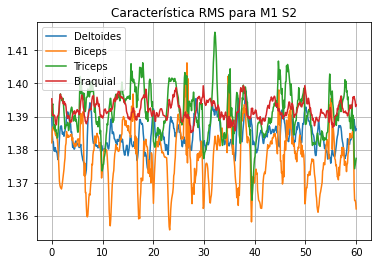 Característica RMS para M1 S2
Deltoides
Biceps
Triceps
Braquial
1.41
1.40
1.39
1.38
1.37
1.36
0 10 20 30 40 50 60